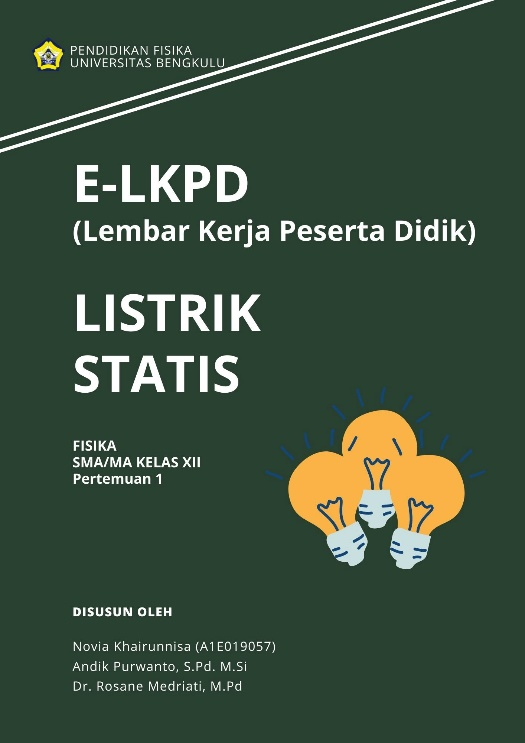 PENDIDIKAN FISIKA
UNIVERSITAS BENGKULU
E-LKPD
(Lembar Kerja Peserta Didik)
LISTRIK
STATIS
FISIKA
SMA/MA KELAS XII
Pertemuan 1
DISUSUN OLEH
Novia Khairunnisa (A1E019057)
Andik Purwanto, S.Pd. M.Si
Dr. Rosane Medriati, M.Pd